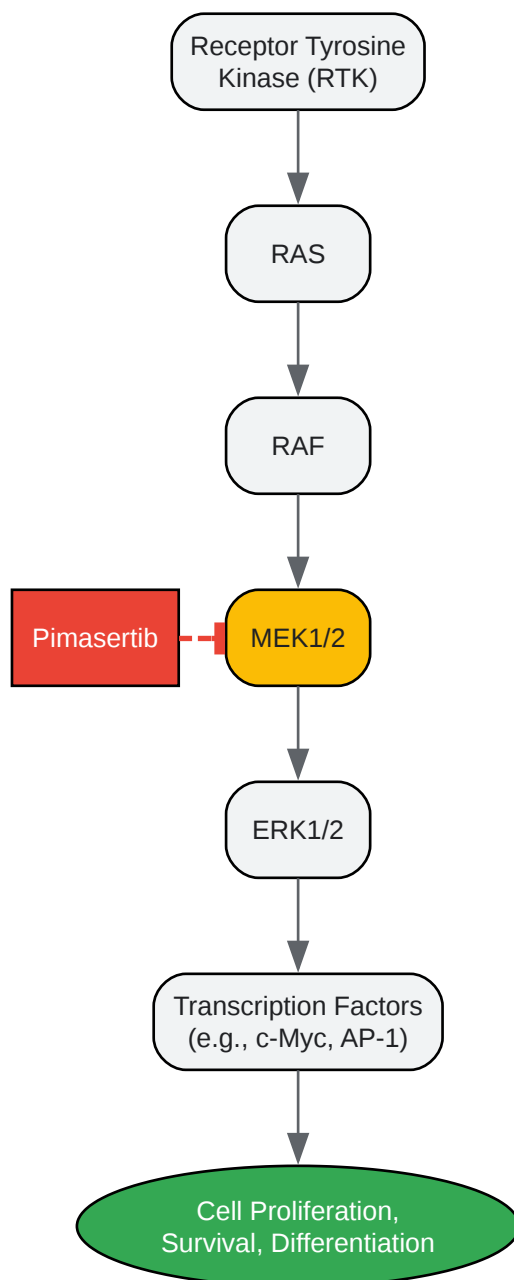 Receptor Tyrosine
Kinase (RTK)
RAS
RAF
Pimasertib
MEK1/2
ERK1/2
Transcription Factors
(e.g., c-Myc, AP-1)
Cell Proliferation,
Survival, Differentiation